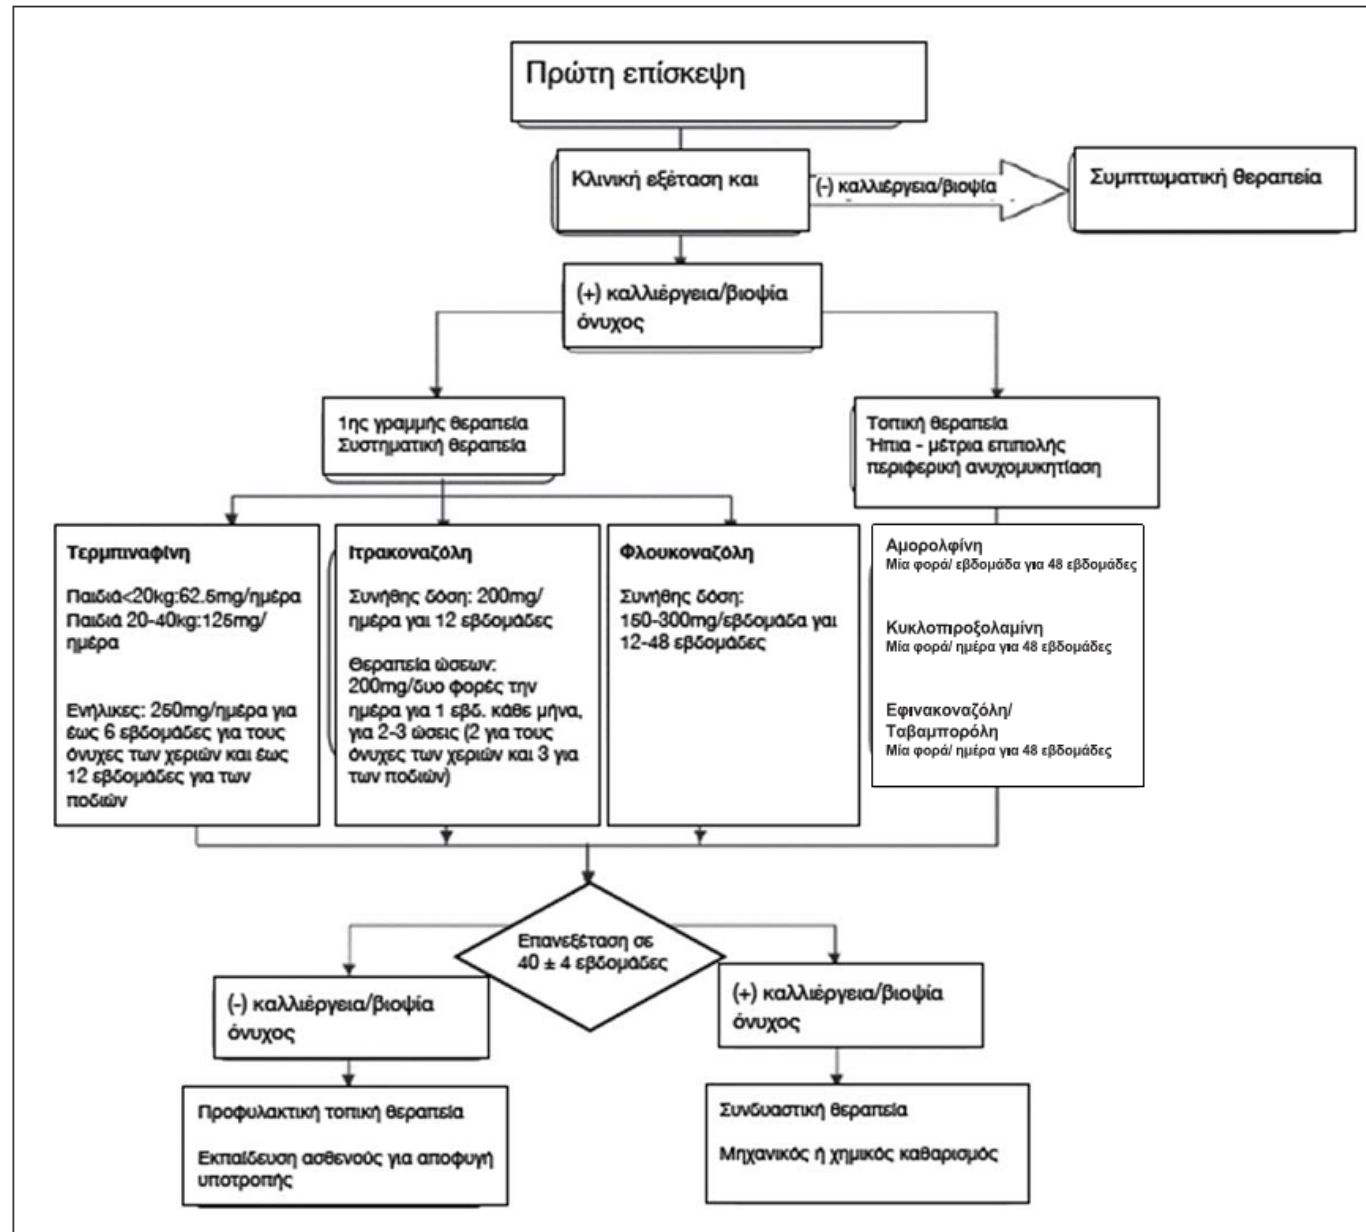 Πρώτη επίσκεψη
Κλινική εξέταση και
(-) καλλιέργεια/βιοψία
Συμπτωματική θεραπεία
(+) καλλιέργεια/βιοψία
όνυχος
1ης γραμμής θεραπεία
Συστηματική θεραπεία
Τοπική θεραπεία
Ήπια - μέτρια επιπολής
περιφερική ανυχομυκητίαση
Τερμπιναφίνη
Παιδιά<20kg:62.5mg/ημέρα
Παιδιά 20-40kg:125mg/
ημέρα
Ενήλικες: 250mg/ημέρα για
έως 6 εβδομάδες για τους
όνυχες των χεριών και έως
12 εβδομάδες για των
ποδιών
Ιτρακοναζόλη
Συνήθης δόση: 200mg/
ημέρα γαι 12 εβδομάδες
Θεραπεία ώσεων:
200mg/δυο φορές την
ημέρα για 1 εβδ. κάθε μήνα,
για 2-3 ώσεις (2 για τους
όνυχες των χεριών και 3 για
των ποδιών)
Φλουκοναζόλη
Συνήθης δόση:
150-300mg/εβδομάδα γαι
12-48 εβδομάδες
Αμορολφίνη
Μία φορά/ εβδομάδα για 48 εβδομάδες
Κυκλοπιροξολαμίνη
Μία φορά/ ημέρα για 48 εβδομάδες
Εφινακοναζόλη/
Ταβαμπορόλη
Μία φορά/ ημέρα για 48 εβδομάδες
Επανεξέταση σε
40 ± 4 εβδομάδες
(-) καλλιέργεια/βιοψία
όνυχος
(+) καλλιέργεια/βιοψία
όνυχος
Προφυλακτική τοπική θεραπεία
Εκπαίδευση ασθενούς για αποφυγή
υποτροπής
Συνδυαστική θεραπεία
Μηχανικός ή χημικός καθαρισμός